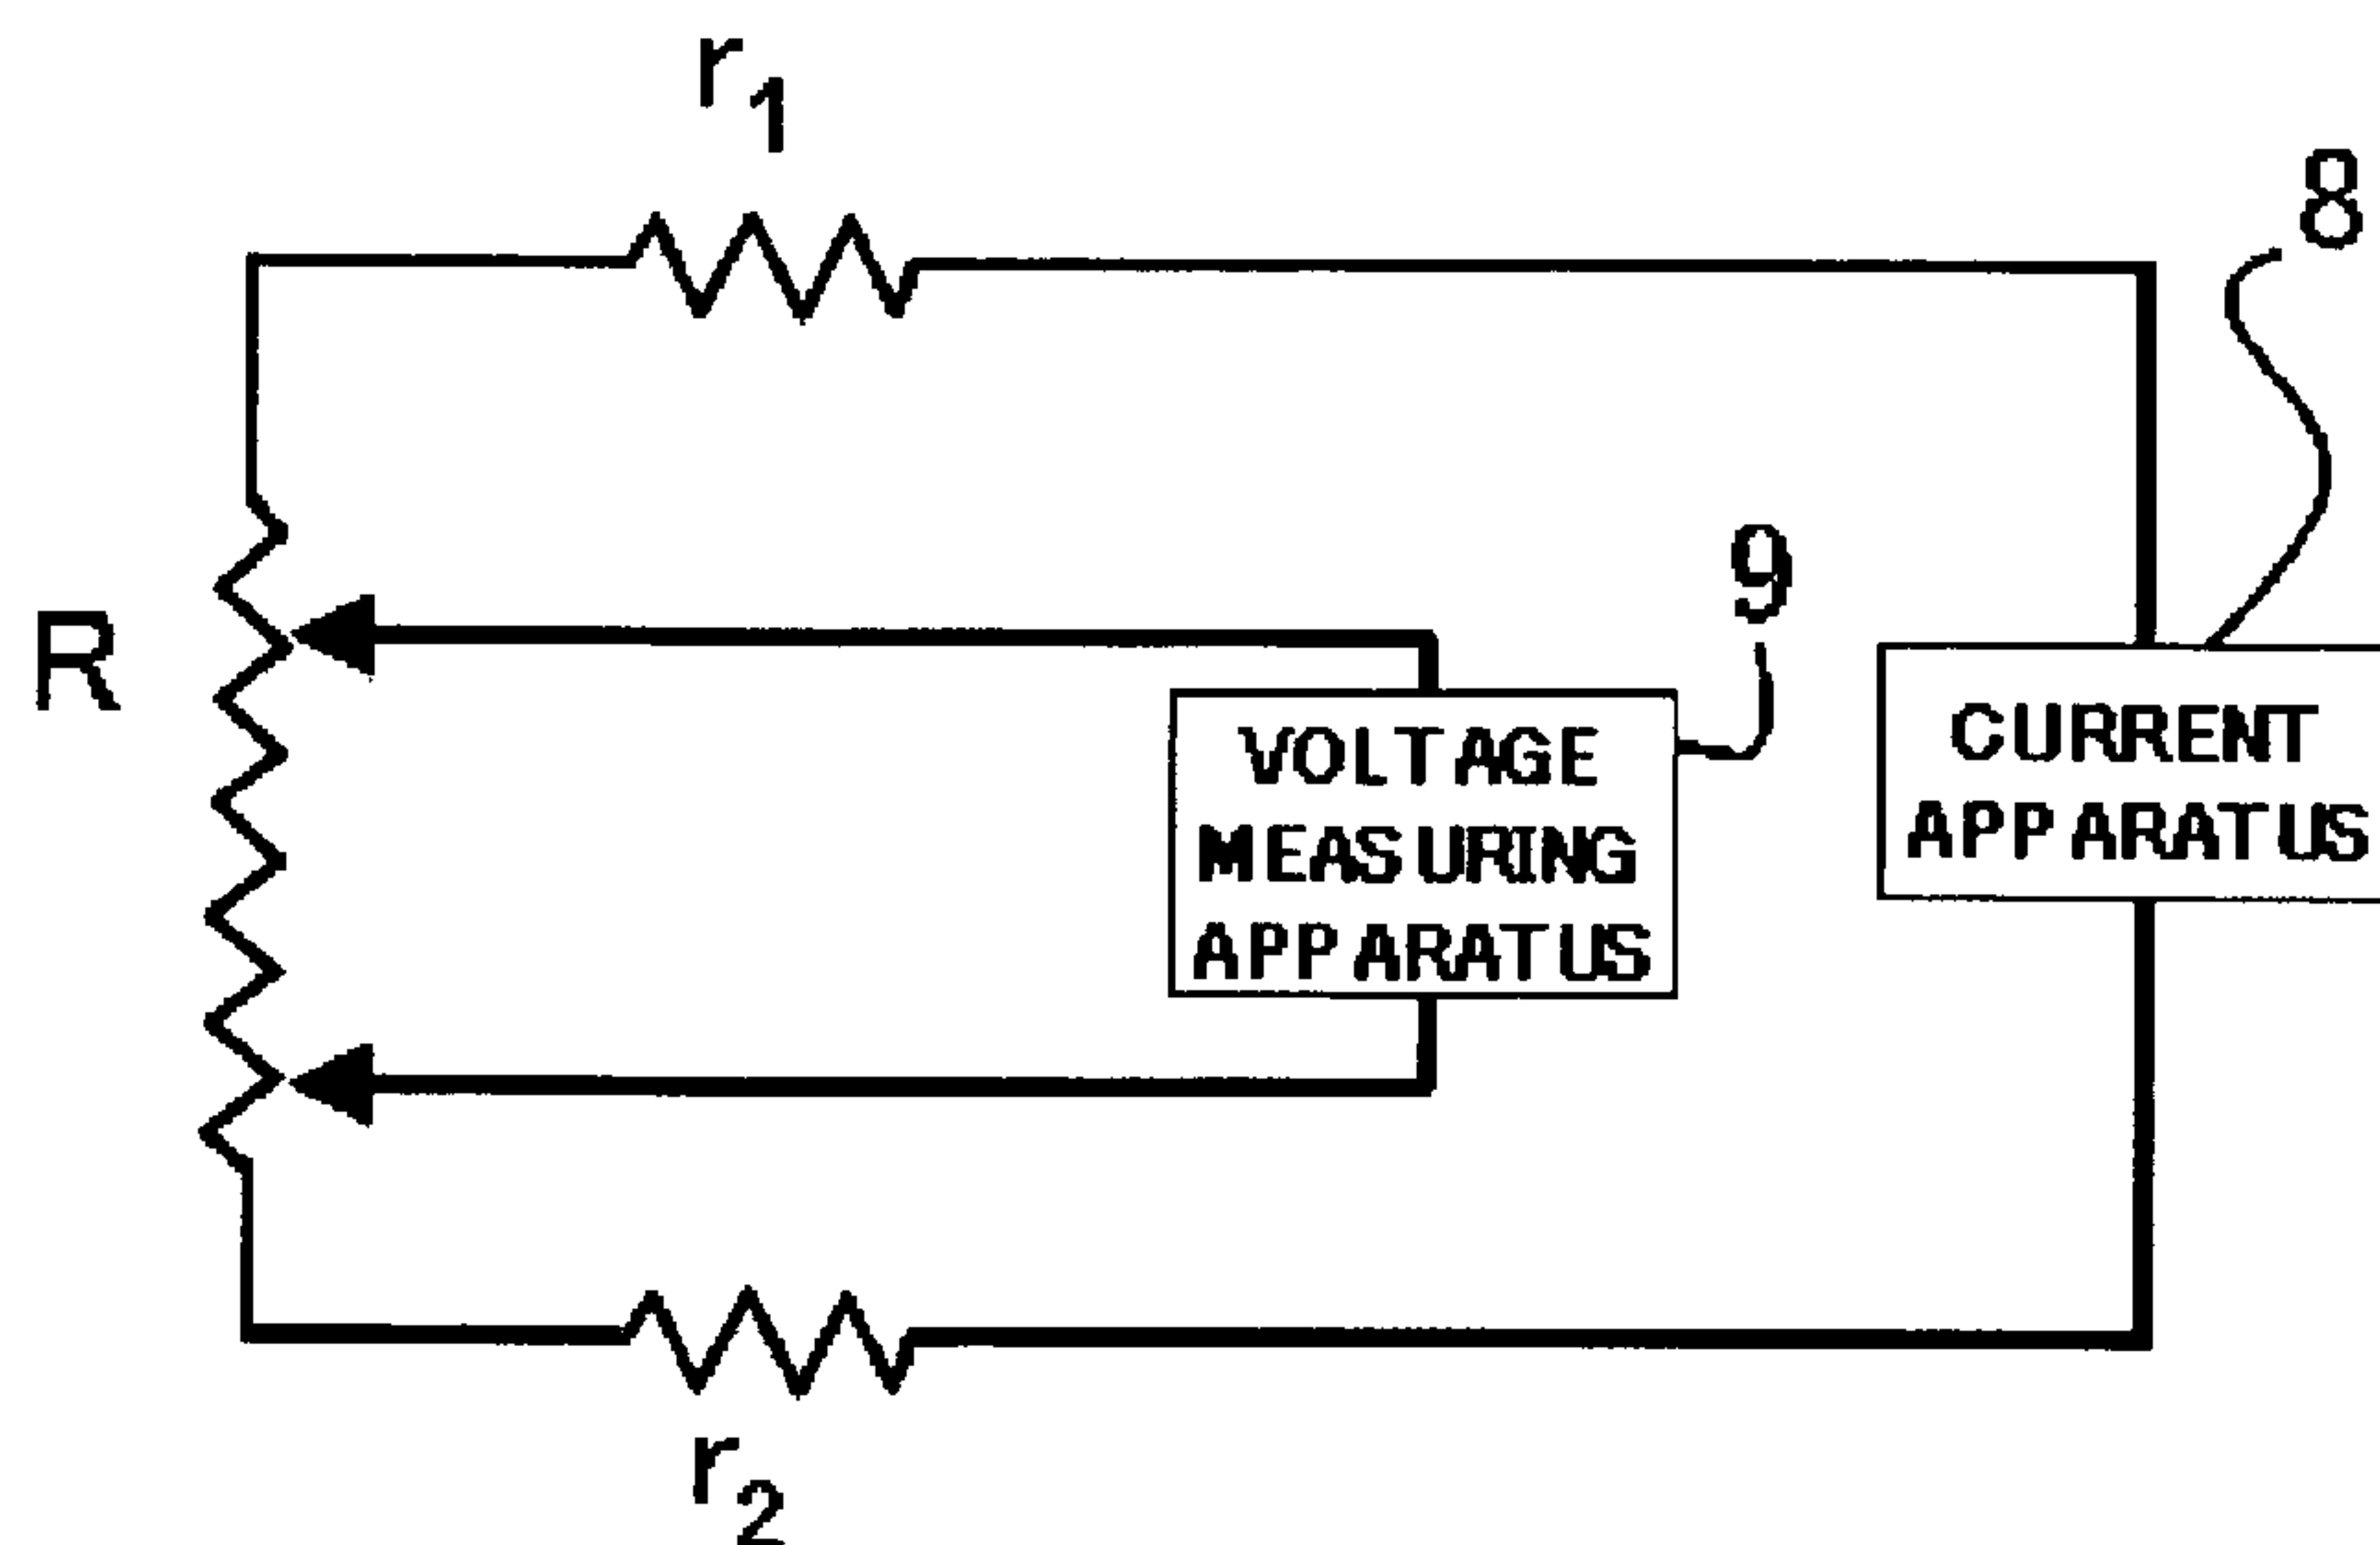 r1
8
9
R
VOLTAGE
MEASURING
APPARATUS
CURRENT
APPARATUS
r2